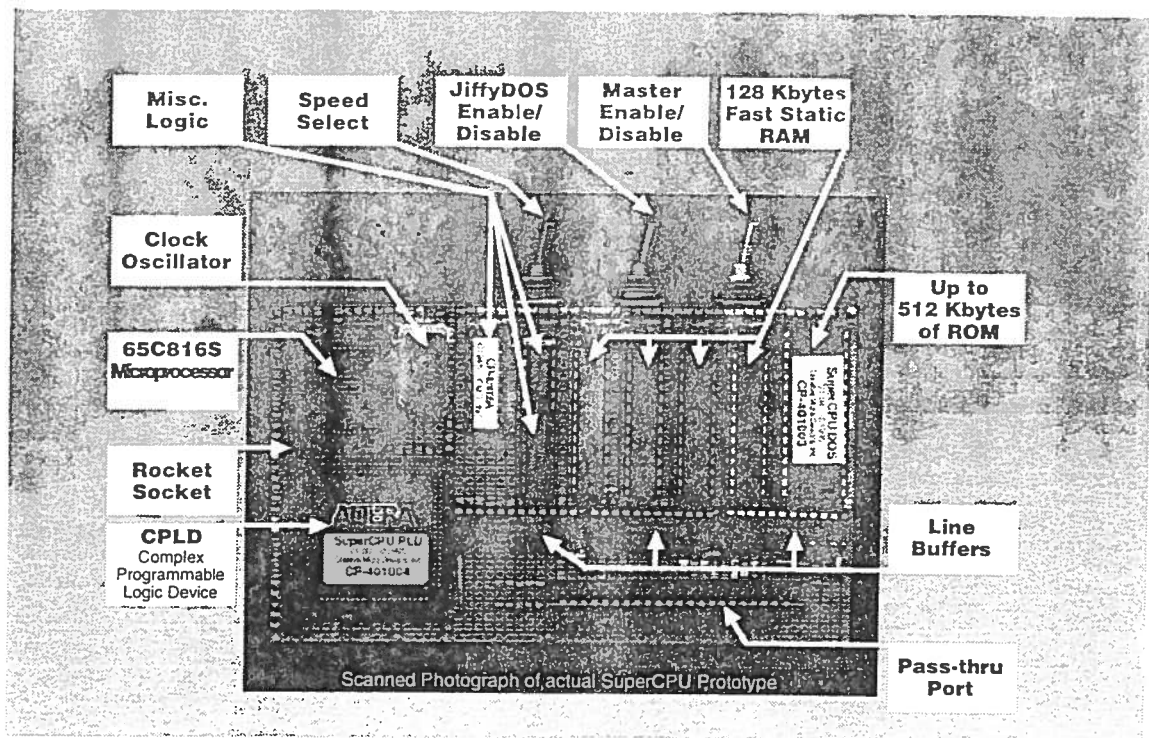 Misc.
Logic
Speed
Select
JiffyDOS
Enable/
Disable
Master
Enable/
Disable
128 Kbytes
Fast Static
RAM
Clock
Oscillator
Up to
512 Kbytes
of ROM
65C816S
Microprocessor
SuperCPU DOS
CP-401003
Rocket
Socket
ALTERA
CPLD
Complex
Programmable
Logic Device
SuperCPU PLD
CP-401004
Line
Buffers
Pass-thru
Port
Scanned Photograph of actual SuperCPU Prototype